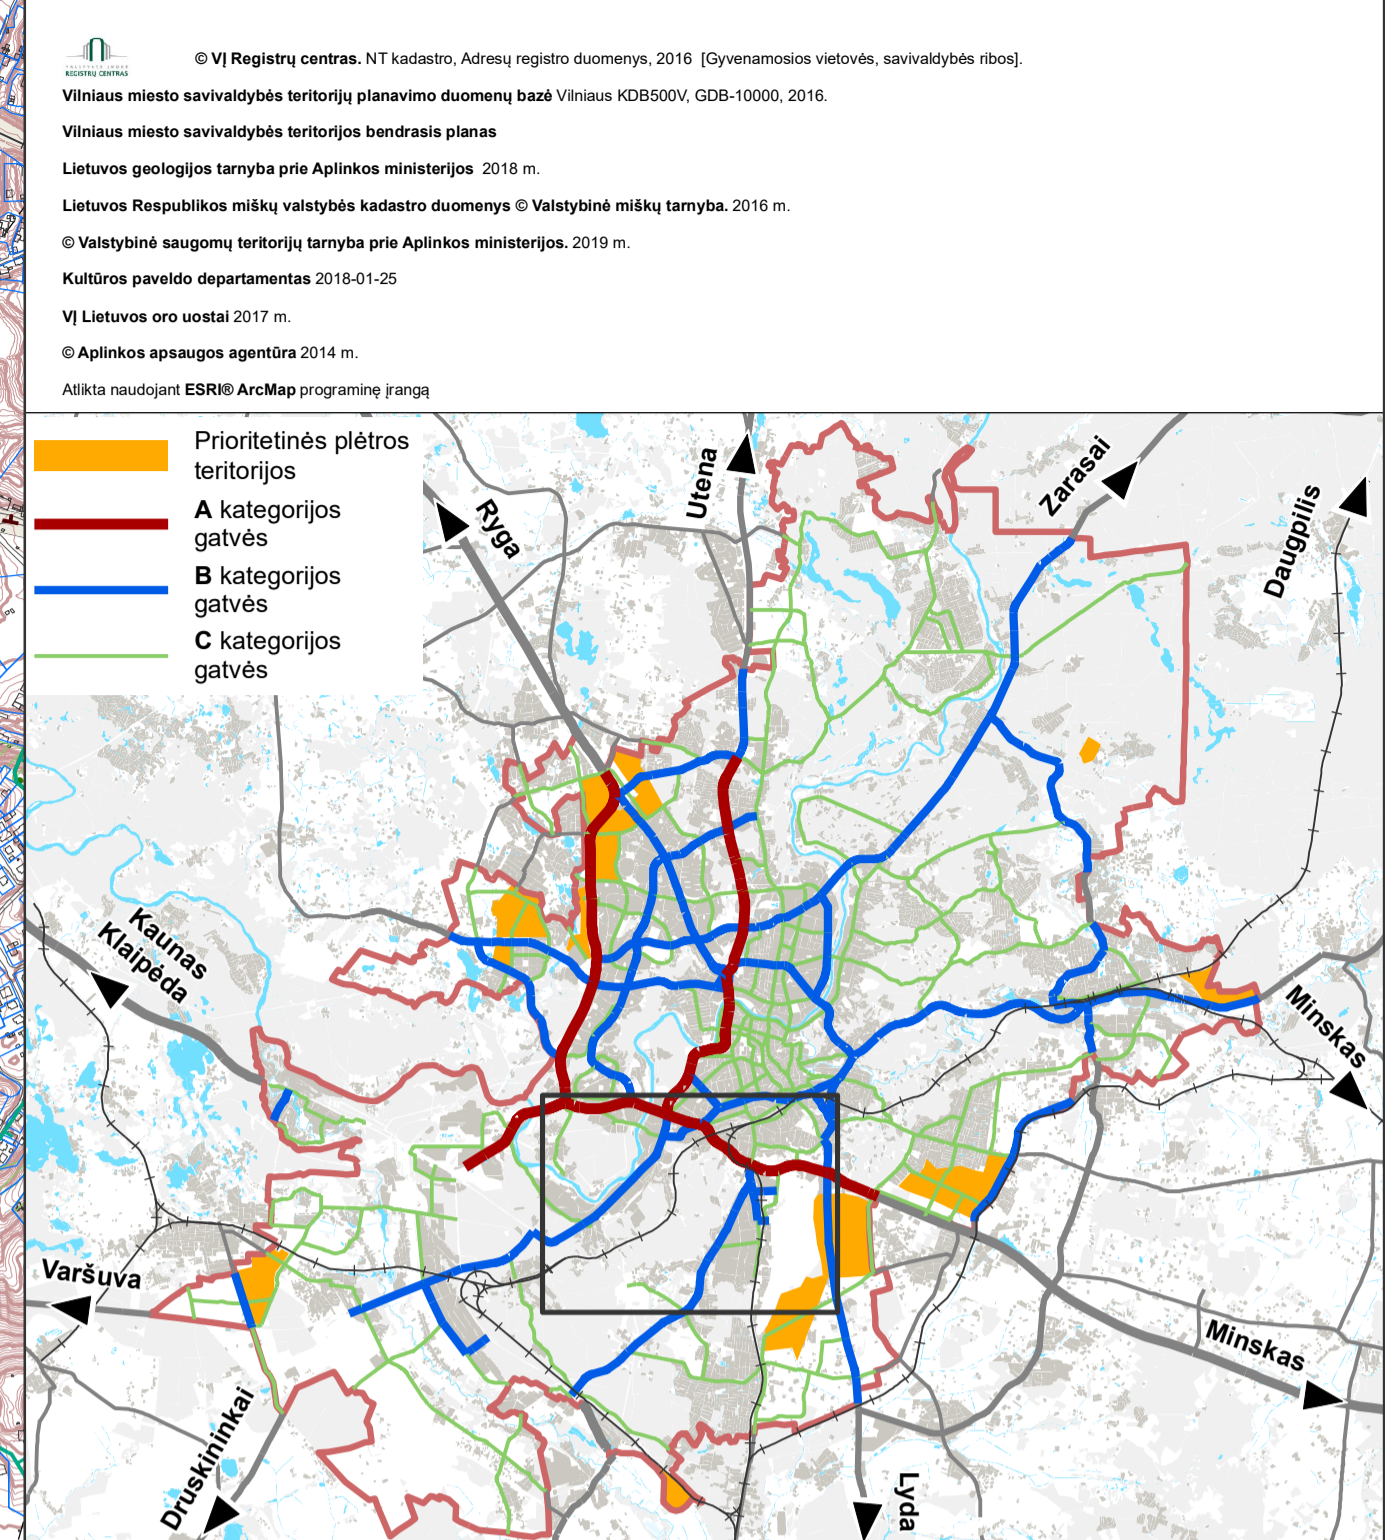 VALSTYBĖS ĮMONĖ
REGISTRŲ CENTRAS
© VĮ Registrų centras. NT kadastro, Adresų registro duomenys, 2016 [Gyvenamosios vietovės, savivaldybės ribos].
Vilniaus miesto savivaldybės teritorijų planavimo duomenų bazė Vilniaus KDB500V, GDB-10000, 2016.
Vilniaus miesto savivaldybės teritorijos bendrasis planas
Lietuvos geologijos tarnyba prie Aplinkos ministerijos 2018 m.
Lietuvos Respublikos miškų valstybės kadastro duomenys © Valstybinė miškų tarnyba. 2016 m.
© Valstybinė saugomų teritorijų tarnyba prie Aplinkos ministerijos. 2019 m.
Kultūros paveldo departamentas 2018-01-25
VĮ Lietuvos oro uostai 2017 m.
© Aplinkos apsaugos agentūra 2014 m.
Atlikta naudojant ESRI® ArcMap programinę įrangą
Prioritetinės plėtros
teritorijos
A kategorijos
gatvės
B kategorijos
gatvės
C kategorijos
gatvės
Ryga
Utena
Zarasai
Daugpilis
Kaunas
Klaipėda
Minskas
Varšuva
Minskas
Druskininkai
Lyda